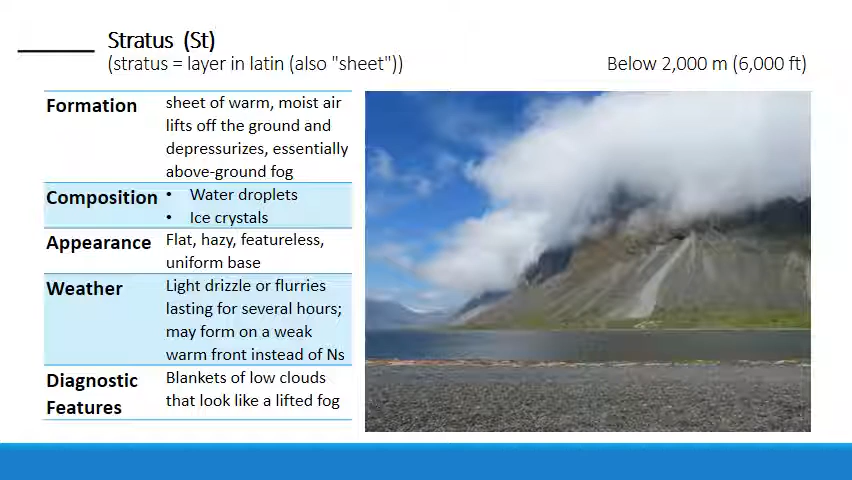 Stratus (St)
(stratus = layer in latin (also "sheet"))
Below 2,000 m (6,000 ft)
Formation
sheet of warm, moist air
lifts off the ground and
depressurizes, essentially
above-ground fog
Composition
• Water droplets
• Ice crystals
Appearance
Flat, hazy, featureless,
uniform base
Weather
Light drizzle or flurries
lasting for several hours;
may form on a weak
warm front instead of Ns
Diagnostic
Features
Blankets of low clouds
that look like a lifted fog